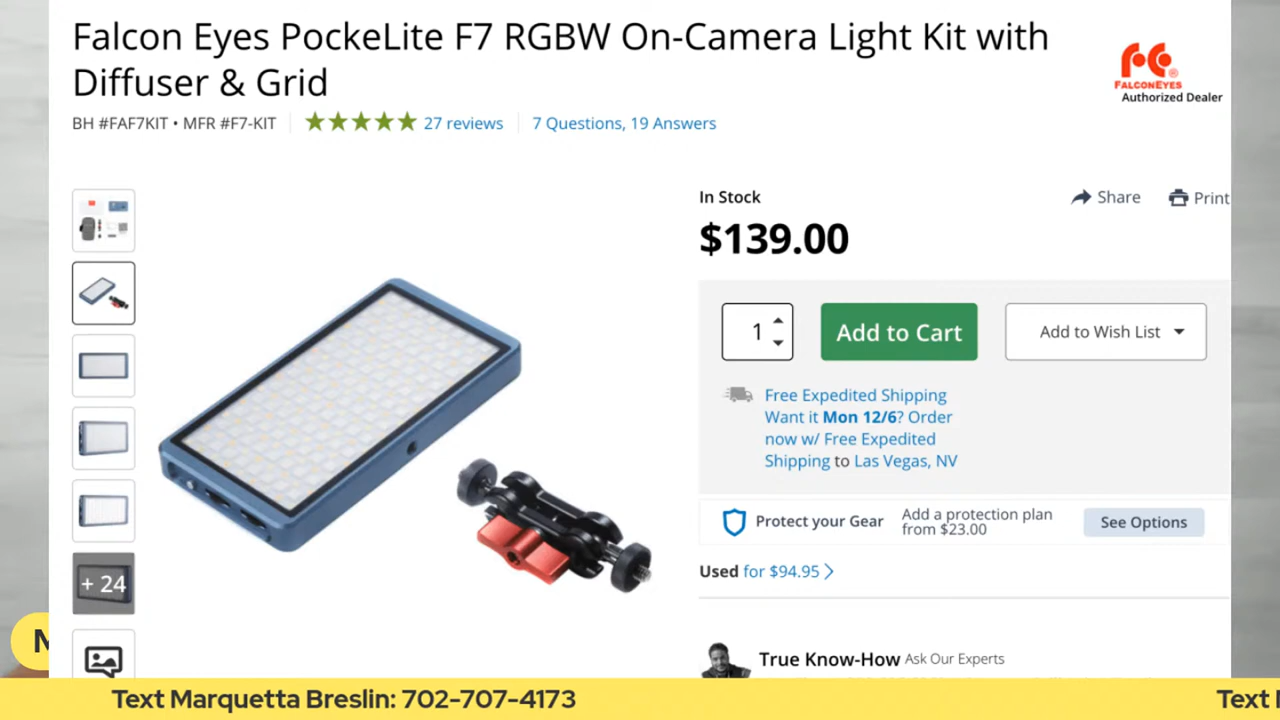 Falcon Eyes PockeLite F7 RGBW On-Camera Light Kit with
Diffuser & Grid
FALCONEYES
Authorized Dealer
BH #FAF7KIT • MFR #F7-KIT
27 reviews
7 Questions, 19 Answers
In Stock
Share
Print
$139.00
1
Add to Cart
Add to Wish List
Free Expedited Shipping
Want it Mon 12/6? Order
now w/ Free Expedited
Shipping to Las Vegas, NV
Protect your Gear
Add a protection plan
from $23.00
See Options
Used for $94.95
+ 24
M
True Know-How Ask Our Experts
Text Marquetta Breslin: 702-707-4173
Text